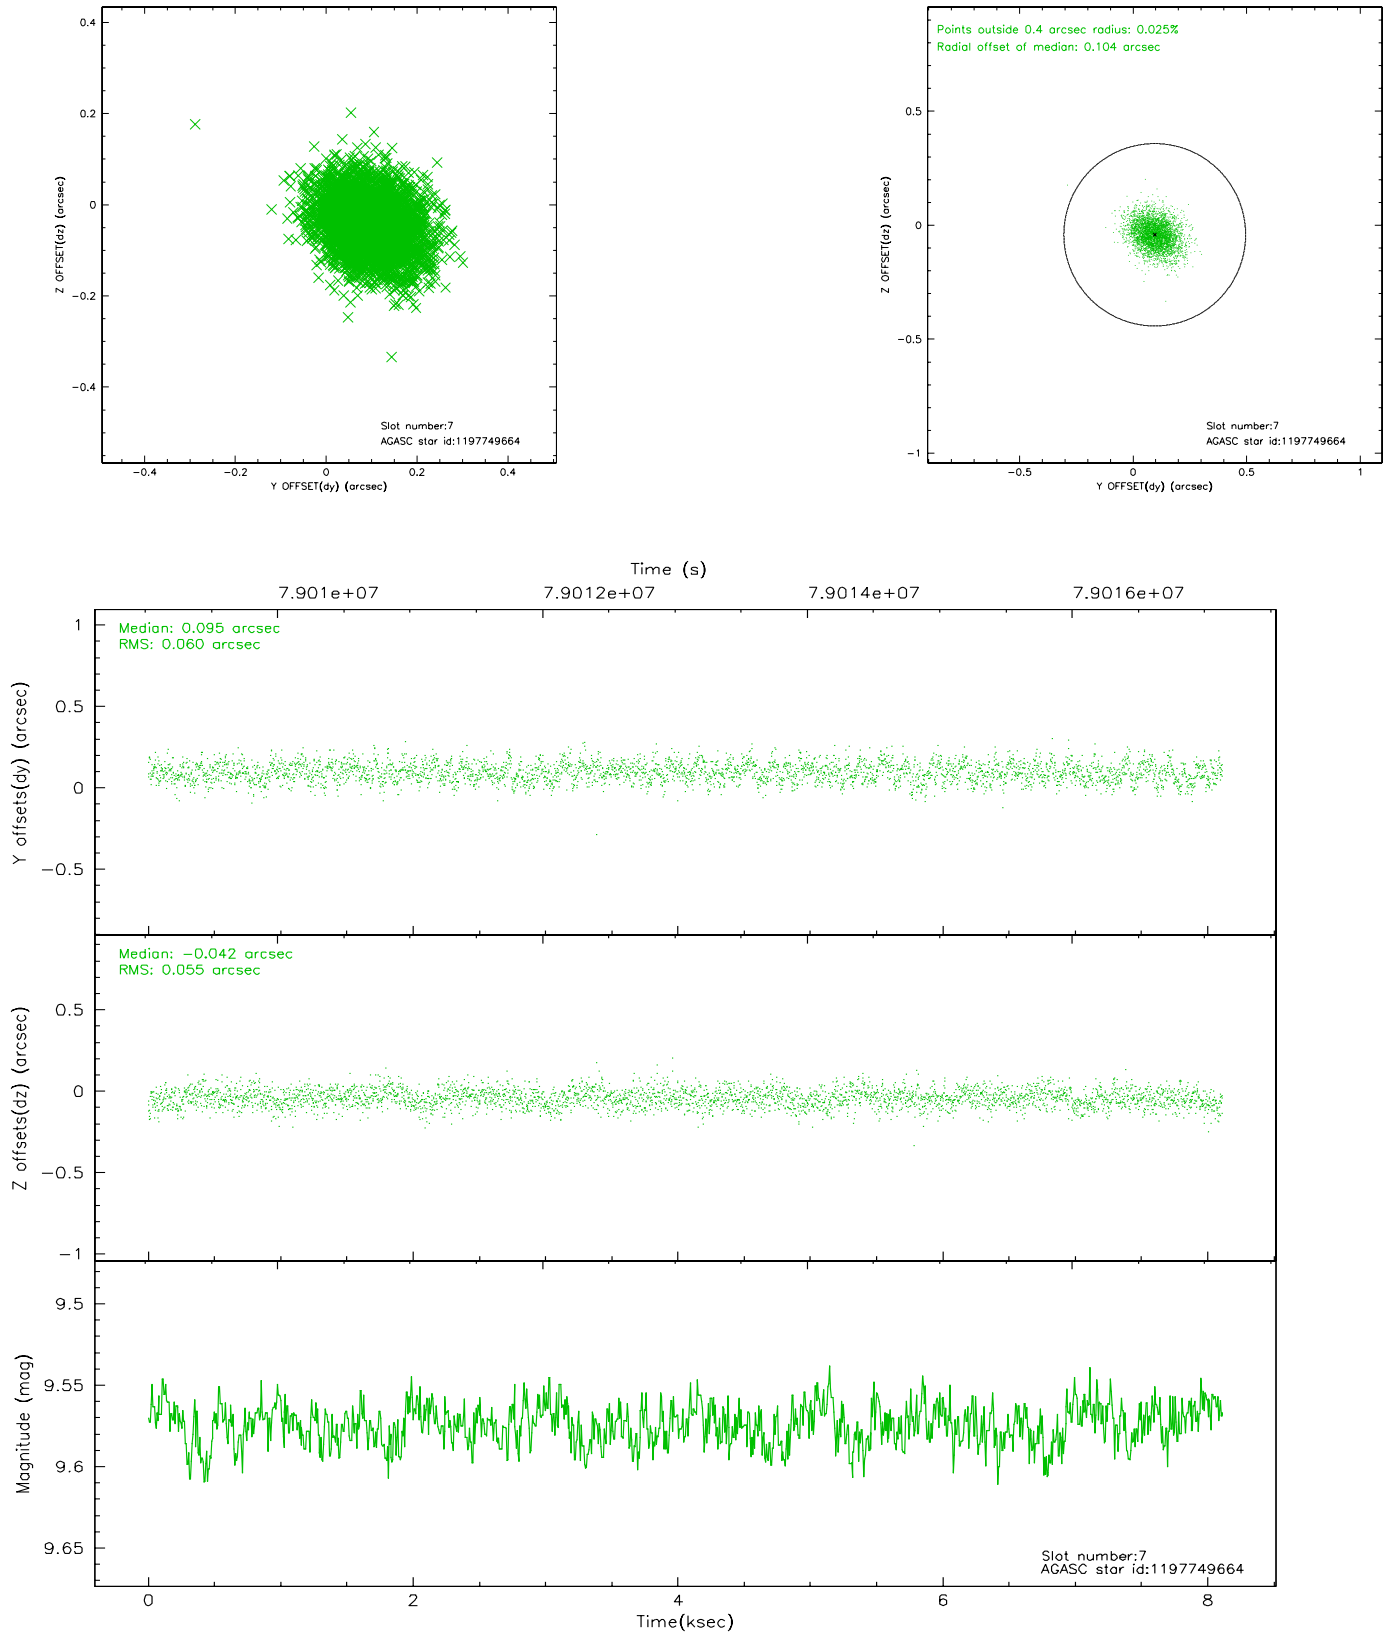 0.4
0.2
0
−0.2
−0.4
Z OFFSET(dz) (arcsec)
Slot number:7
AGASC star id:1197749664
−0.4 −0.2 0 0.2 0.4
Y OFFSET(dy) (arcsec)
Points outside 0.4 arcsec radius: 0.025%
Radial offset of median: 0.104 arcsec
0.5
0
−0.5
−1
Z OFFSET(dz) (arcsec)
Slot number:7
AGASC star id:1197749664
−0.5 0 0.5 1
Y OFFSET(dy) (arcsec)
Time (s)
7.901e+07 7.9012e+07 7.9014e+07 7.9016e+07
Median: 0.095 arcsec
RMS: 0.060 arcsec
1
0.5
0
−0.5
Y offsets(dy) (arcsec)
Median: −0.042 arcsec
RMS: 0.055 arcsec
0.5
0
−0.5
−1
Z offsets(dz) (arcsec)
9.5
9.55
9.6
9.65
Magnitude (mag)
Slot number:7
AGASC star id:1197749664
0 2 4 6 8
Time(ksec)